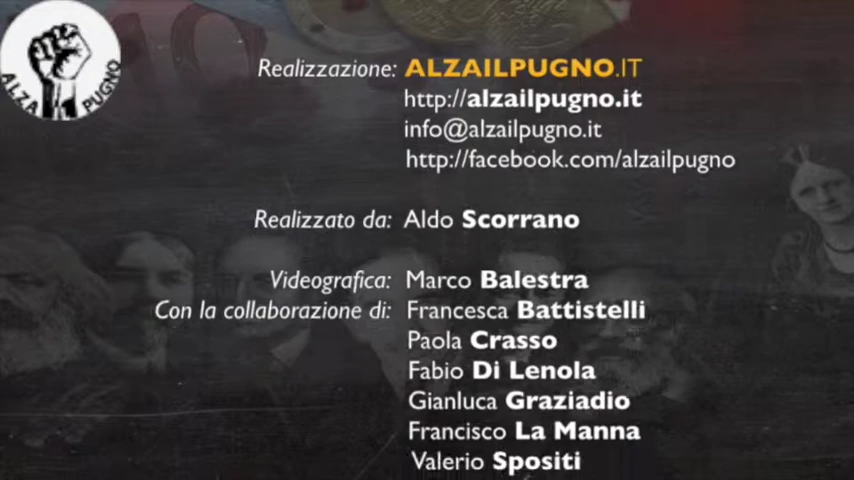 ALZA IL PUGNO
Realizzazione: ALZAILPUGNO.IT
http://alzailpugno.it
info@alzailpugno.it
http://facebook.com/alzailpugno
Realizzato da: Aldo Scorrano
Videografica: Marco Balestra
Con la collaborazione di: Francesca Battistelli
Paola Crasso
Fabio Di Lenola
Gianluca Graziadio
Francisco La Manna
Valerio Spositi